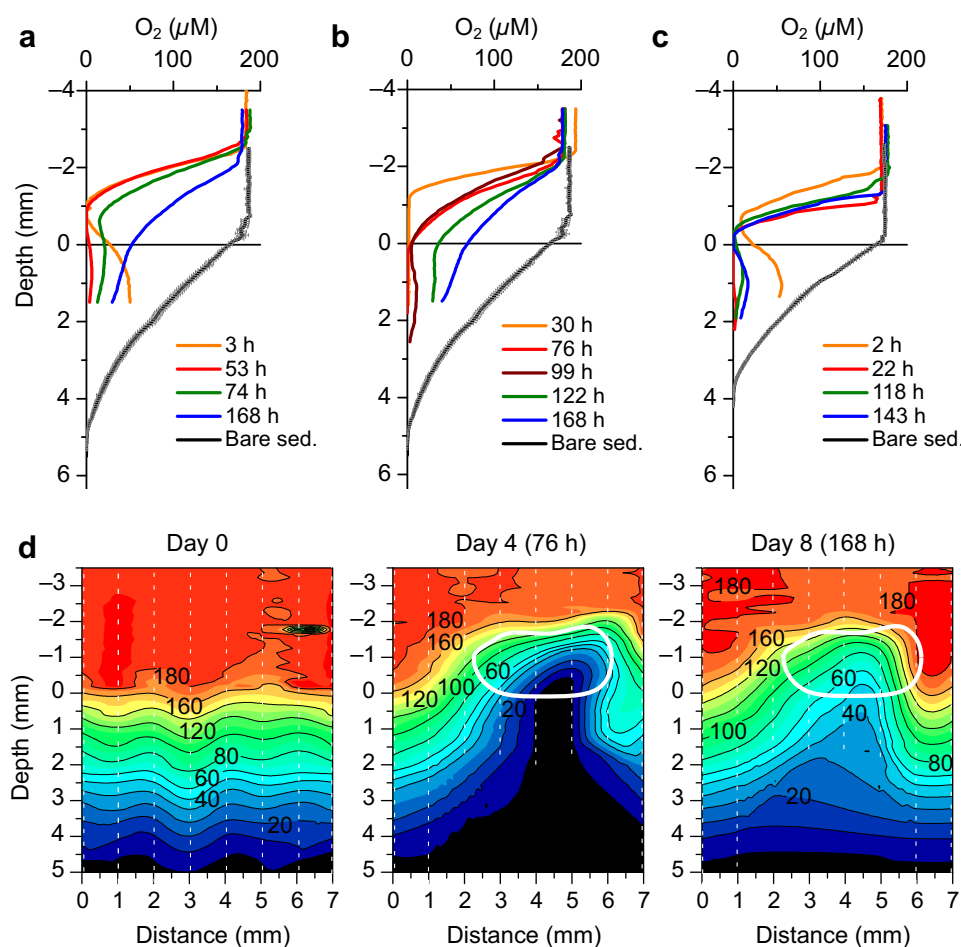 a O₂ (µM)
0 100 200
b O₂ (µM)
0 100 200
c O₂ (µM)
0 100 200
Depth (mm)
–4
–2
0
2
4
6
3 h
53 h
74 h
168 h
Bare sed.
–4
–2
0
2
4
6
30 h
76 h
99 h
122 h
168 h
Bare sed.
–4
–2
0
2
4
6
2 h
22 h
118 h
143 h
Bare sed.
d Day 0 Day 4 (76 h) Day 8 (168 h)
Depth (mm)
–3
–2
–1
0
1
2
3
4
5
180
160
120
80
60
40
20
0 1 2 3 4 5 6 7
Distance (mm)
–3
–2
–1
0
1
2
3
4
5
180
160
60
100
120
20
0 1 2 3 4 5 6 7
Distance (mm)
–3
–2
–1
0
1
2
3
4
5
180
180
160
120
60
40
100
80
20
0 1 2 3 4 5 6 7
Distance (mm)